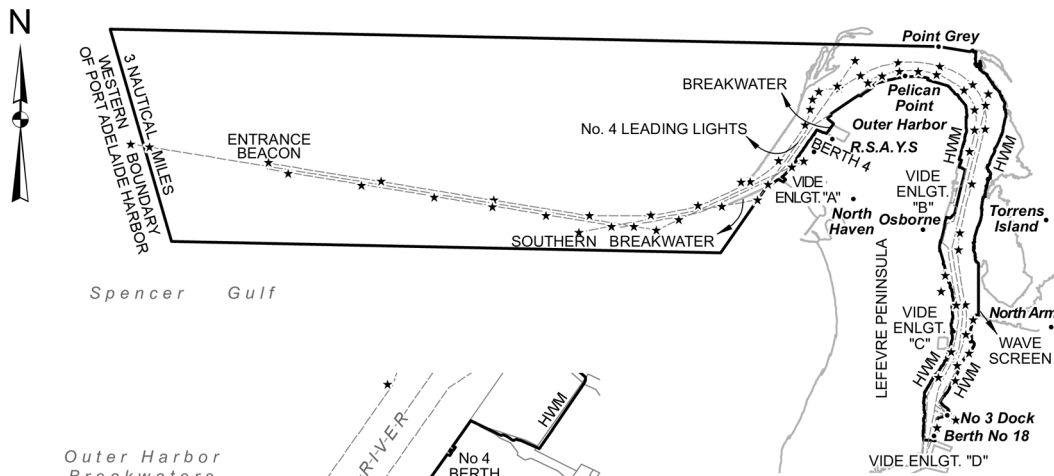 N
Point Grey
3 NAUTICAL MILES
WESTERN BOUNDARY
OF PORT ADELAIDE HARBOR
BREAKWATER
Pelican
Point
No. 4 LEADING LIGHTS
Outer Harbor
R.S.A.Y.S
BERTH 4
HWM
HWM
ENTRANCE
BEACON
VIDE
ENLGT. "A"
VIDE
ENLGT.
"B"
North
Haven
Osborne
Torrens
Island
SOUTHERN BREAKWATER
Spencer Gulf
LEFEVRE PENINSULA
VIDE
ENLGT.
"C"
North Arm
WAVE
SCREEN
HWM
HWM
No 3 Dock
Berth No 18
VIDE ENLGT. "D"
RIVER
HWM
No 4
BERTH
Outer Harbor
Breakwaters